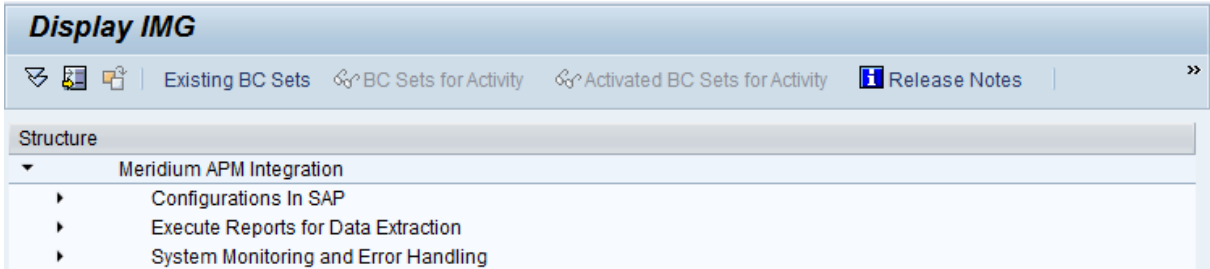 Display IMG
Existing BC Sets BC Sets for Activity Activated BC Sets for Activity Release Notes
Structure
Meridium APM Integration
Configurations In SAP
Execute Reports for Data Extraction
System Monitoring and Error Handling